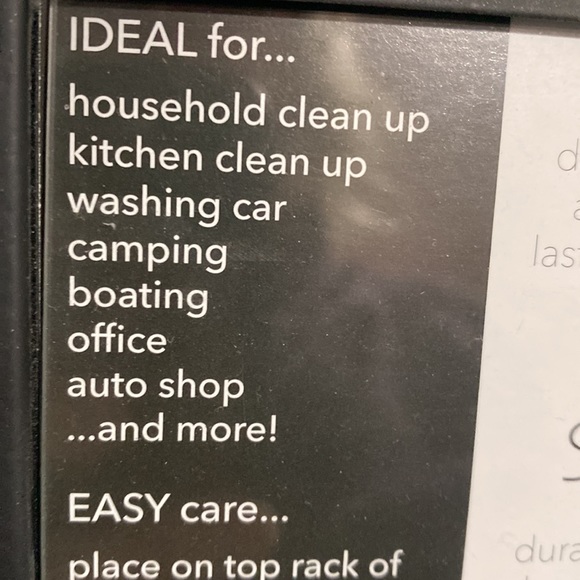 IDEAL for...
household clean up
kitchen clean up
washing car
camping
boating
office
auto shop
...and more!
EASY care...
place on top rack of